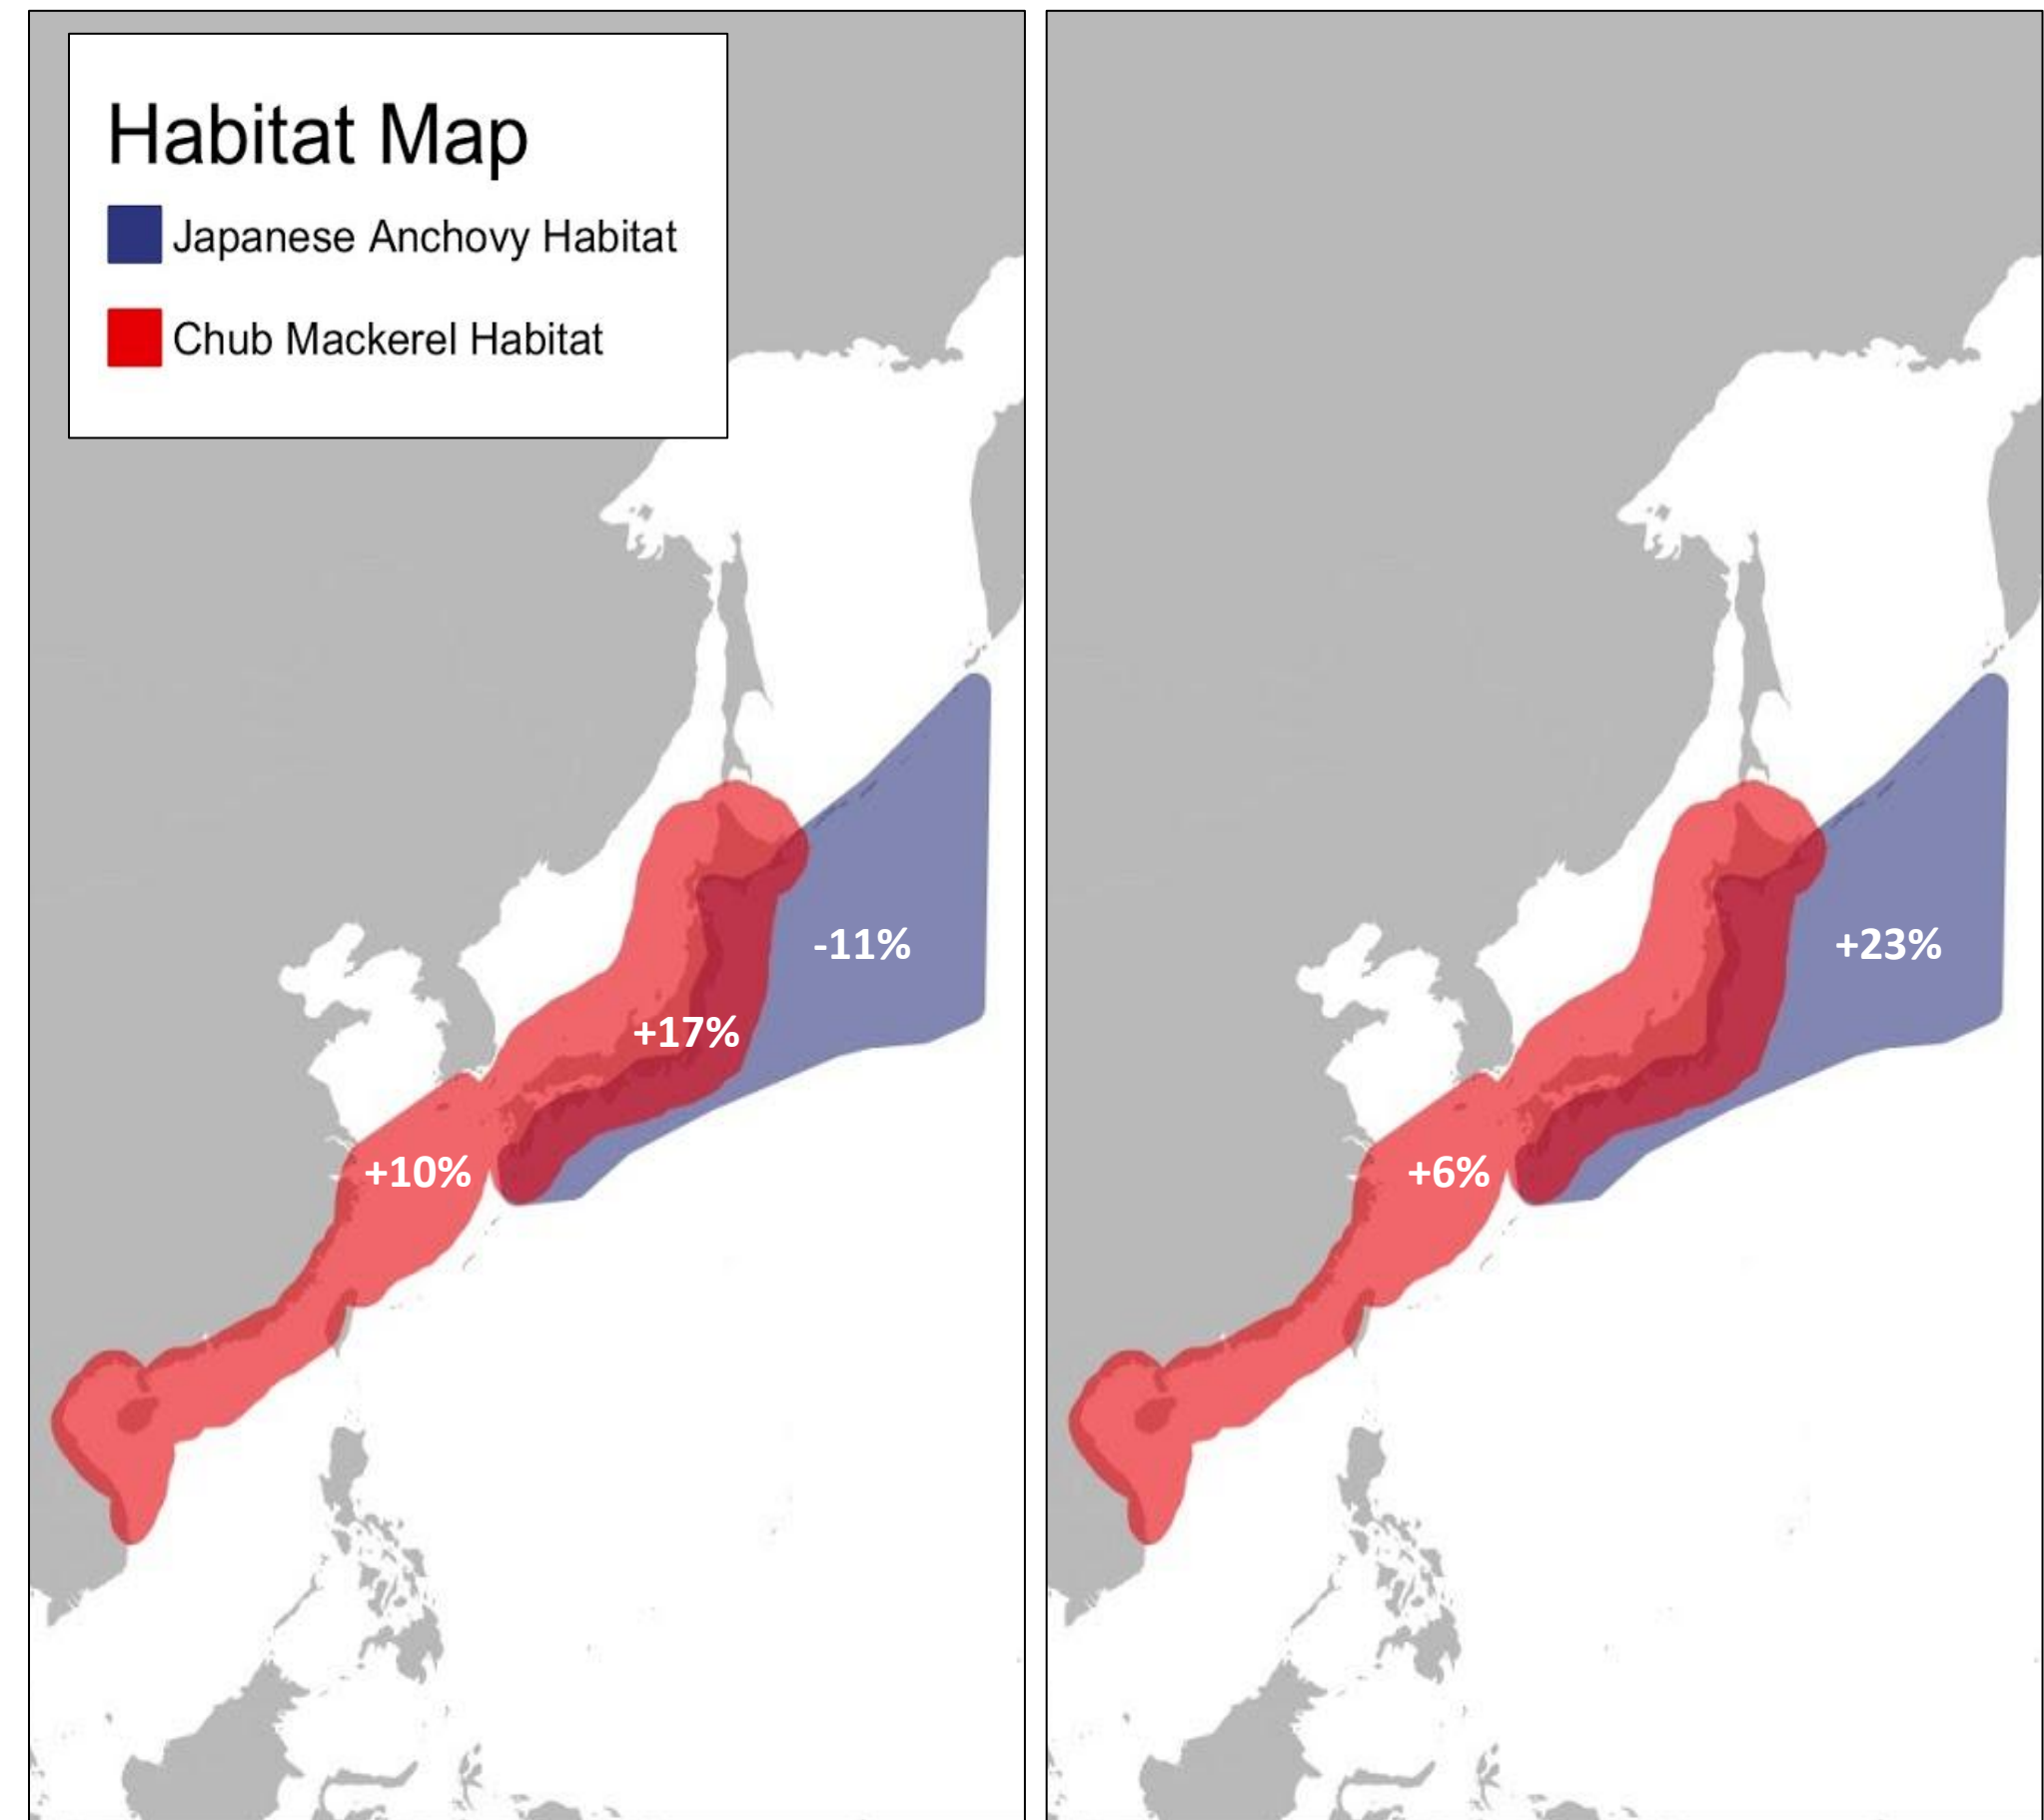 Habitat Map
Japanese Anchovy Habitat
Chub Mackerel Habitat
-11%
+17%
+10%
+23%
+6%